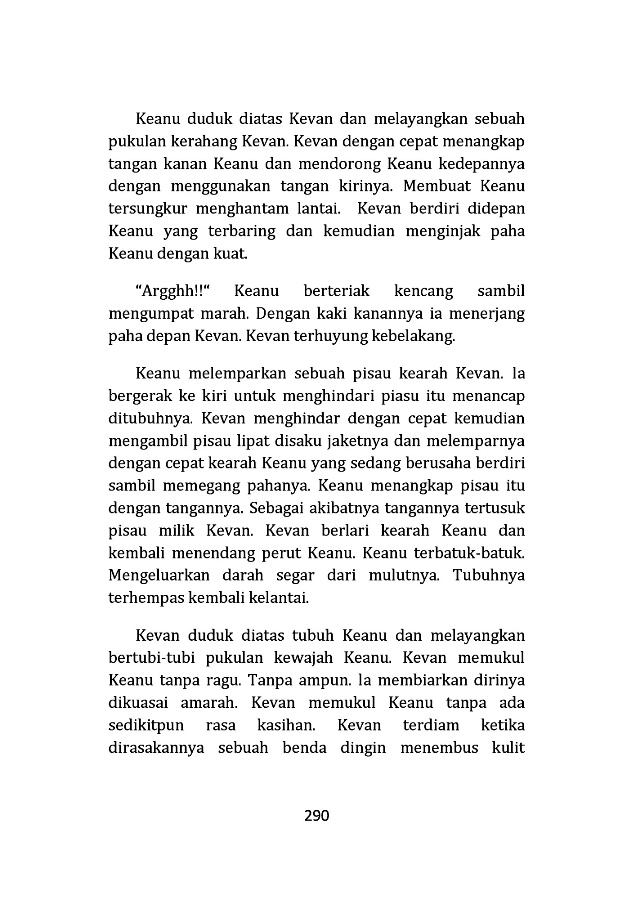 Keanu duduk diatas Kevan dan melayangkan sebuah
pukulan kerahang Kevan. Kevan dengan cepat menangkap
tangan kanan Keanu dan mendorong Keanu kedepannya
dengan menggunakan tangan kirinya. Membuat Keanu
tersungkur menghantam lantai. Kevan berdiri didepan
Keanu yang terbaring dan kemudian menginjak paha
Keanu dengan kuat.
“Argghh!!“ Keanu berteriak kencang sambil
mengumpat marah. Dengan kaki kanannya ia menerjang
paha depan Kevan. Kevan terhuyung kebelakang.
Keanu melemparkan sebuah pisau kearah Kevan. Ia
bergerak ke kiri untuk menghindari piasu itu menancap
ditubuhnya. Kevan menghindar dengan cepat kemudian
mengambil pisau lipat disaku jaketnya dan melemparnya
dengan cepat kearah Keanu yang sedang berusaha berdiri
sambil memegang pahanya. Keanu menangkap pisau itu
dengan tangannya. Sebagai akibatnya tangannya tertusuk
pisau milik Kevan. Kevan berlari kearah Keanu dan
kembali menendang perut Keanu. Keanu terbatuk-batuk.
Mengeluarkan darah segar dari mulutnya. Tubuhnya
terhempas kembali kelantai.
Kevan duduk diatas tubuh Keanu dan melayangkan
bertubi-tubi pukulan kewajah Keanu. Kevan memukul
Keanu tanpa ragu. Tanpa ampun. Ia membiarkan dirinya
dikuasai amarah. Kevan memukul Keanu tanpa ada
sedikitpun rasa kasihan. Kevan terdiam ketika
dirasakannya sebuah benda dingin menembus kulit
290